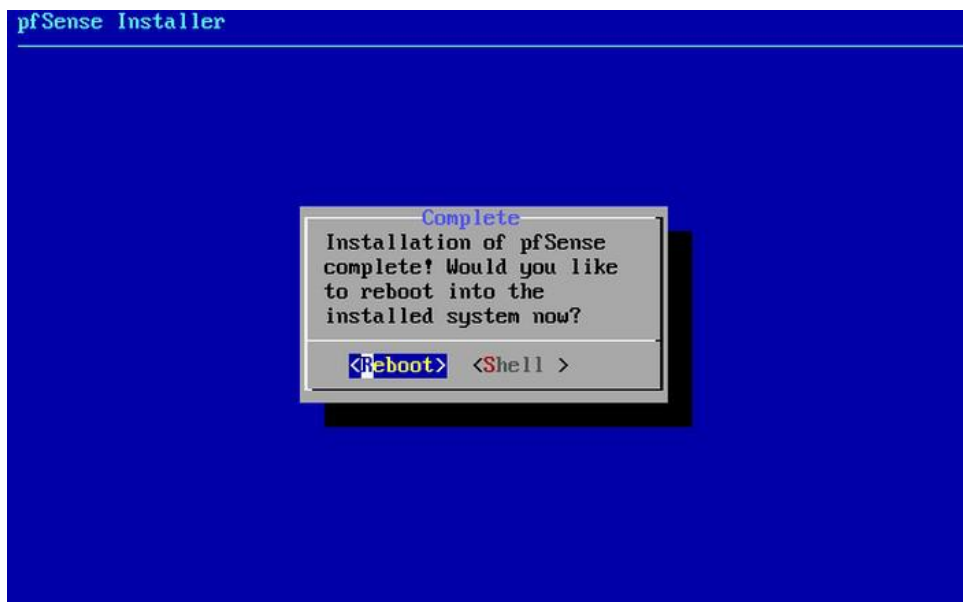 pfSense Installer
Complete
Installation of pfSense
complete! Would you like
to reboot into the
installed system now?
<Reboot> <Shell >